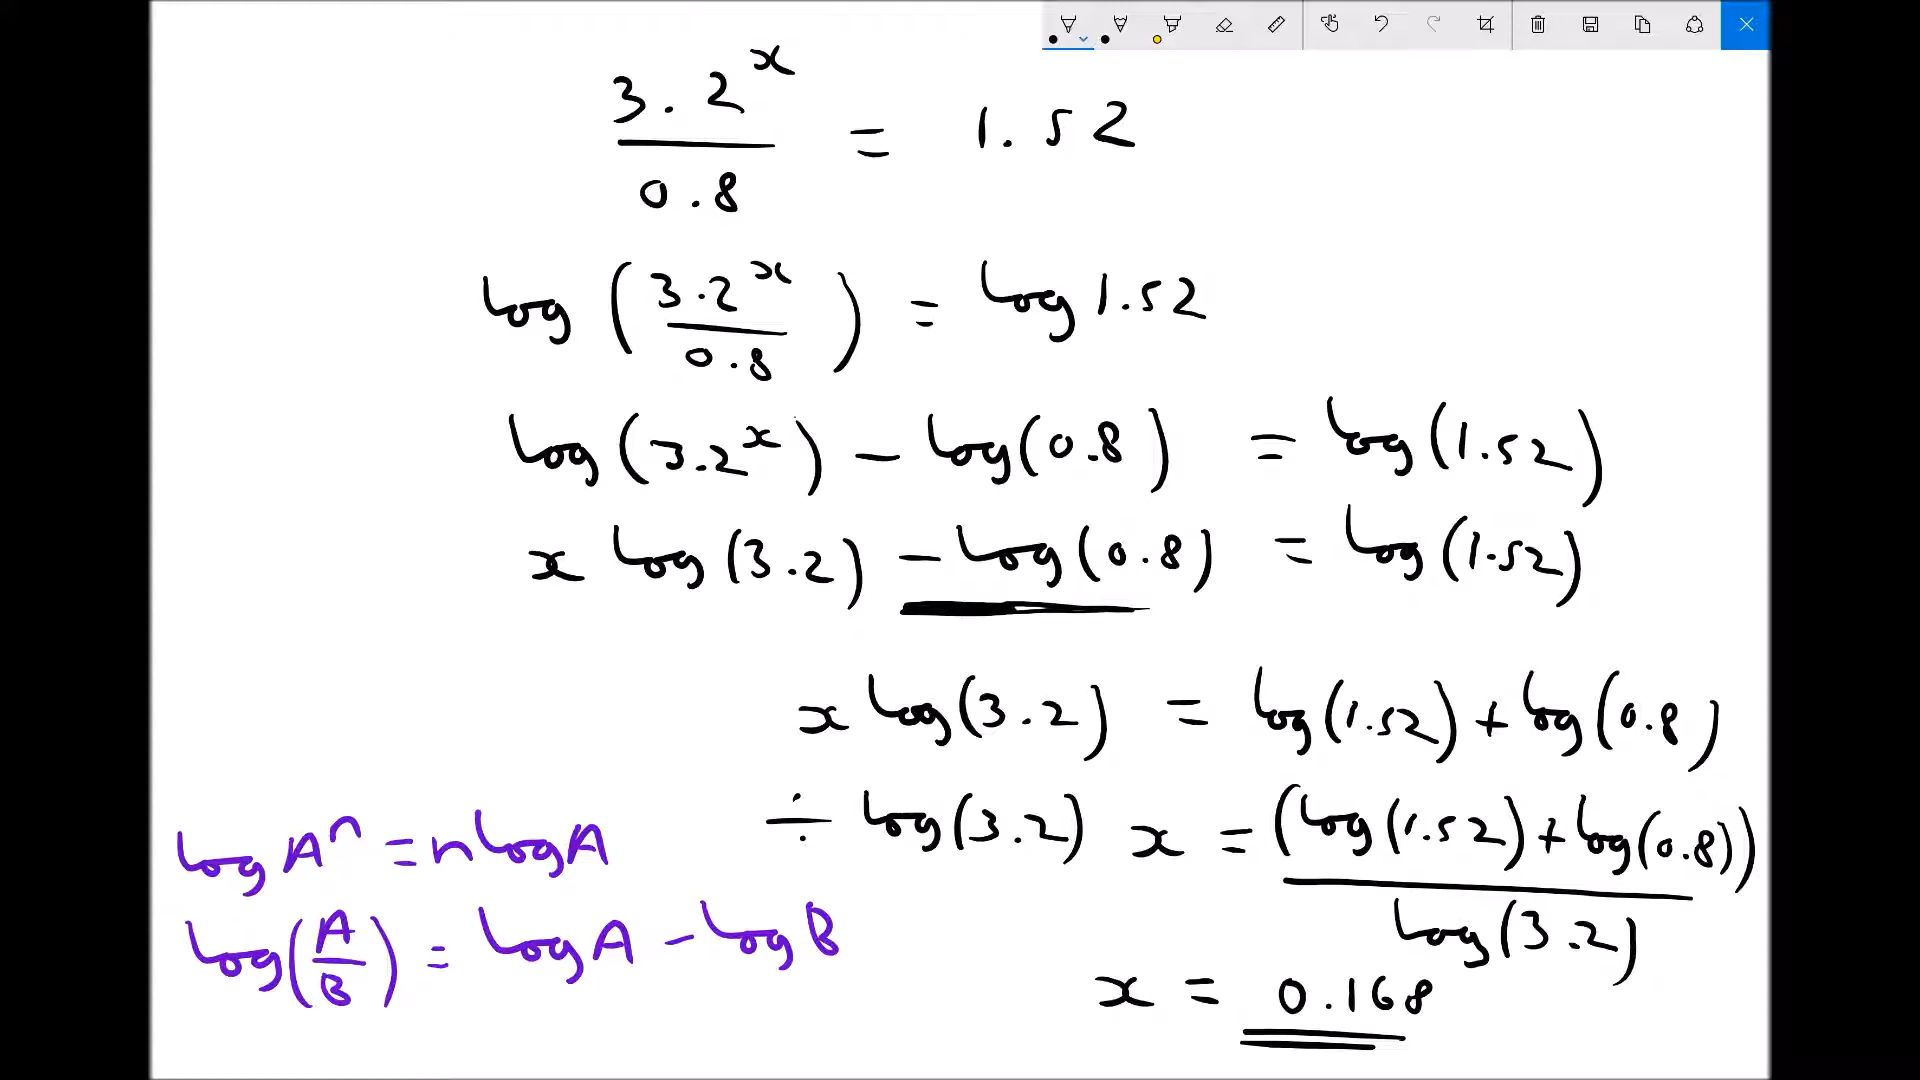 3.2^x / 0.8 = 1.52
log (3.2^x / 0.8) = log 1.52
log(3.2^x) - log(0.8) = log(1.52)
x log(3.2) - log(0.8) = log(1.52)
x log(3.2) = log(1.52) + log(0.8)
÷ log(3.2) x = (log(1.52) + log(0.8)) / log(3.2)
x = 0.168
log A^n = n log A
log(A/B) = log A - log B